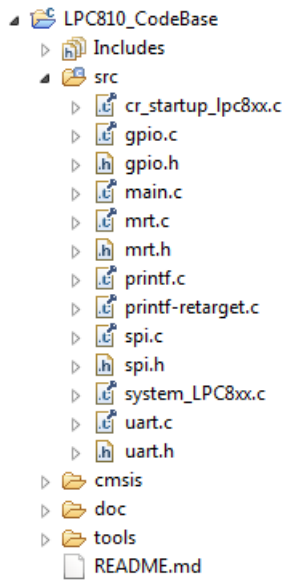 LPC810_CodeBase
Includes
src
cr_startup_lpc8xx.c
gpio.c
gpio.h
main.c
mrt.c
mrt.h
printf.c
printf-retarget.c
spi.c
spi.h
system_LPC8xx.c
uart.c
uart.h
cmsis
doc
tools
README.md